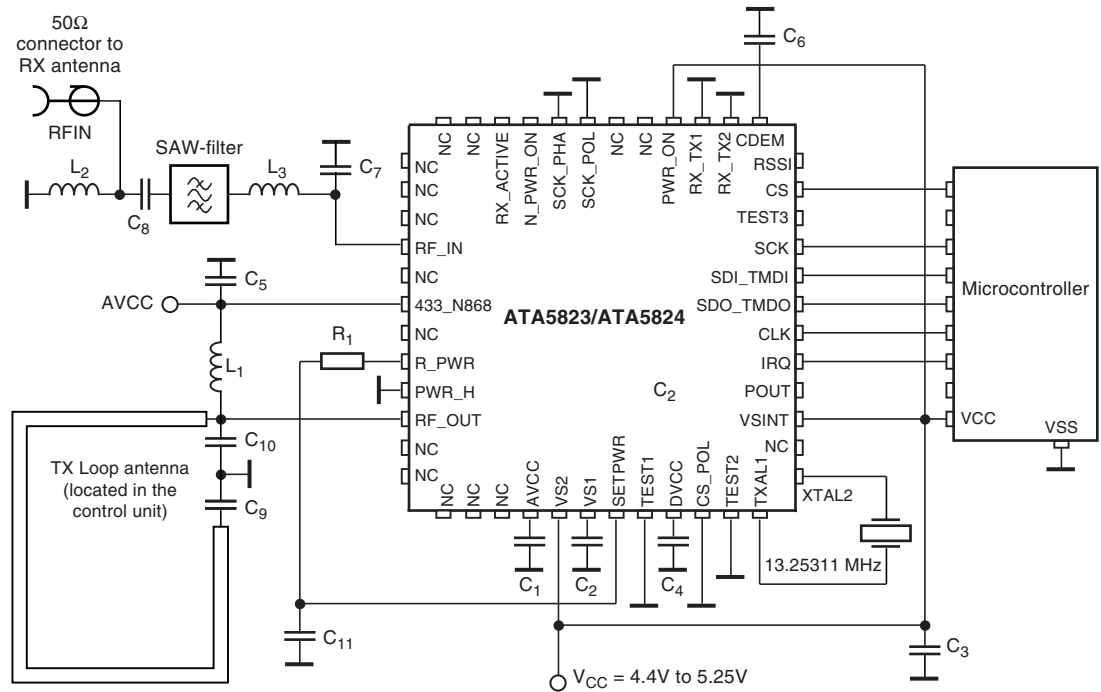 50Ω
connector to
RX antenna
RFIN
L2
C8
SAW-filter
L3
C7
C6
AVCC
C5
L1
R1
C10
C9
TX Loop antenna
(located in the
control unit)
C11
NC
NC
RX_ACTIVE
N_PWR_ON
SCK_PHA
SCK_POL
NC
NC
PWR_ON
RX_TX1
RX_TX2
CDEM
NC
NC
NC
RF_IN
NC
433_N868
NC
R_PWR
PWR_H
RF_OUT
NC
NC
ATA5823/ATA5824
C2
RSSI
CS
TEST3
SCK
SDI_TMDI
SDO_TMDO
CLK
IRQ
POUT
VSINT
NC
XTAL2
NC
NC
NC
AVCC
VS2
VS1
SETPWR
TEST1
DVCC
CS_POL
TEST2
TXAL1
C1
C2
C4
13.25311 MHz
Microcontroller
VCC
VSS
C3
VCC = 4.4V to 5.25V